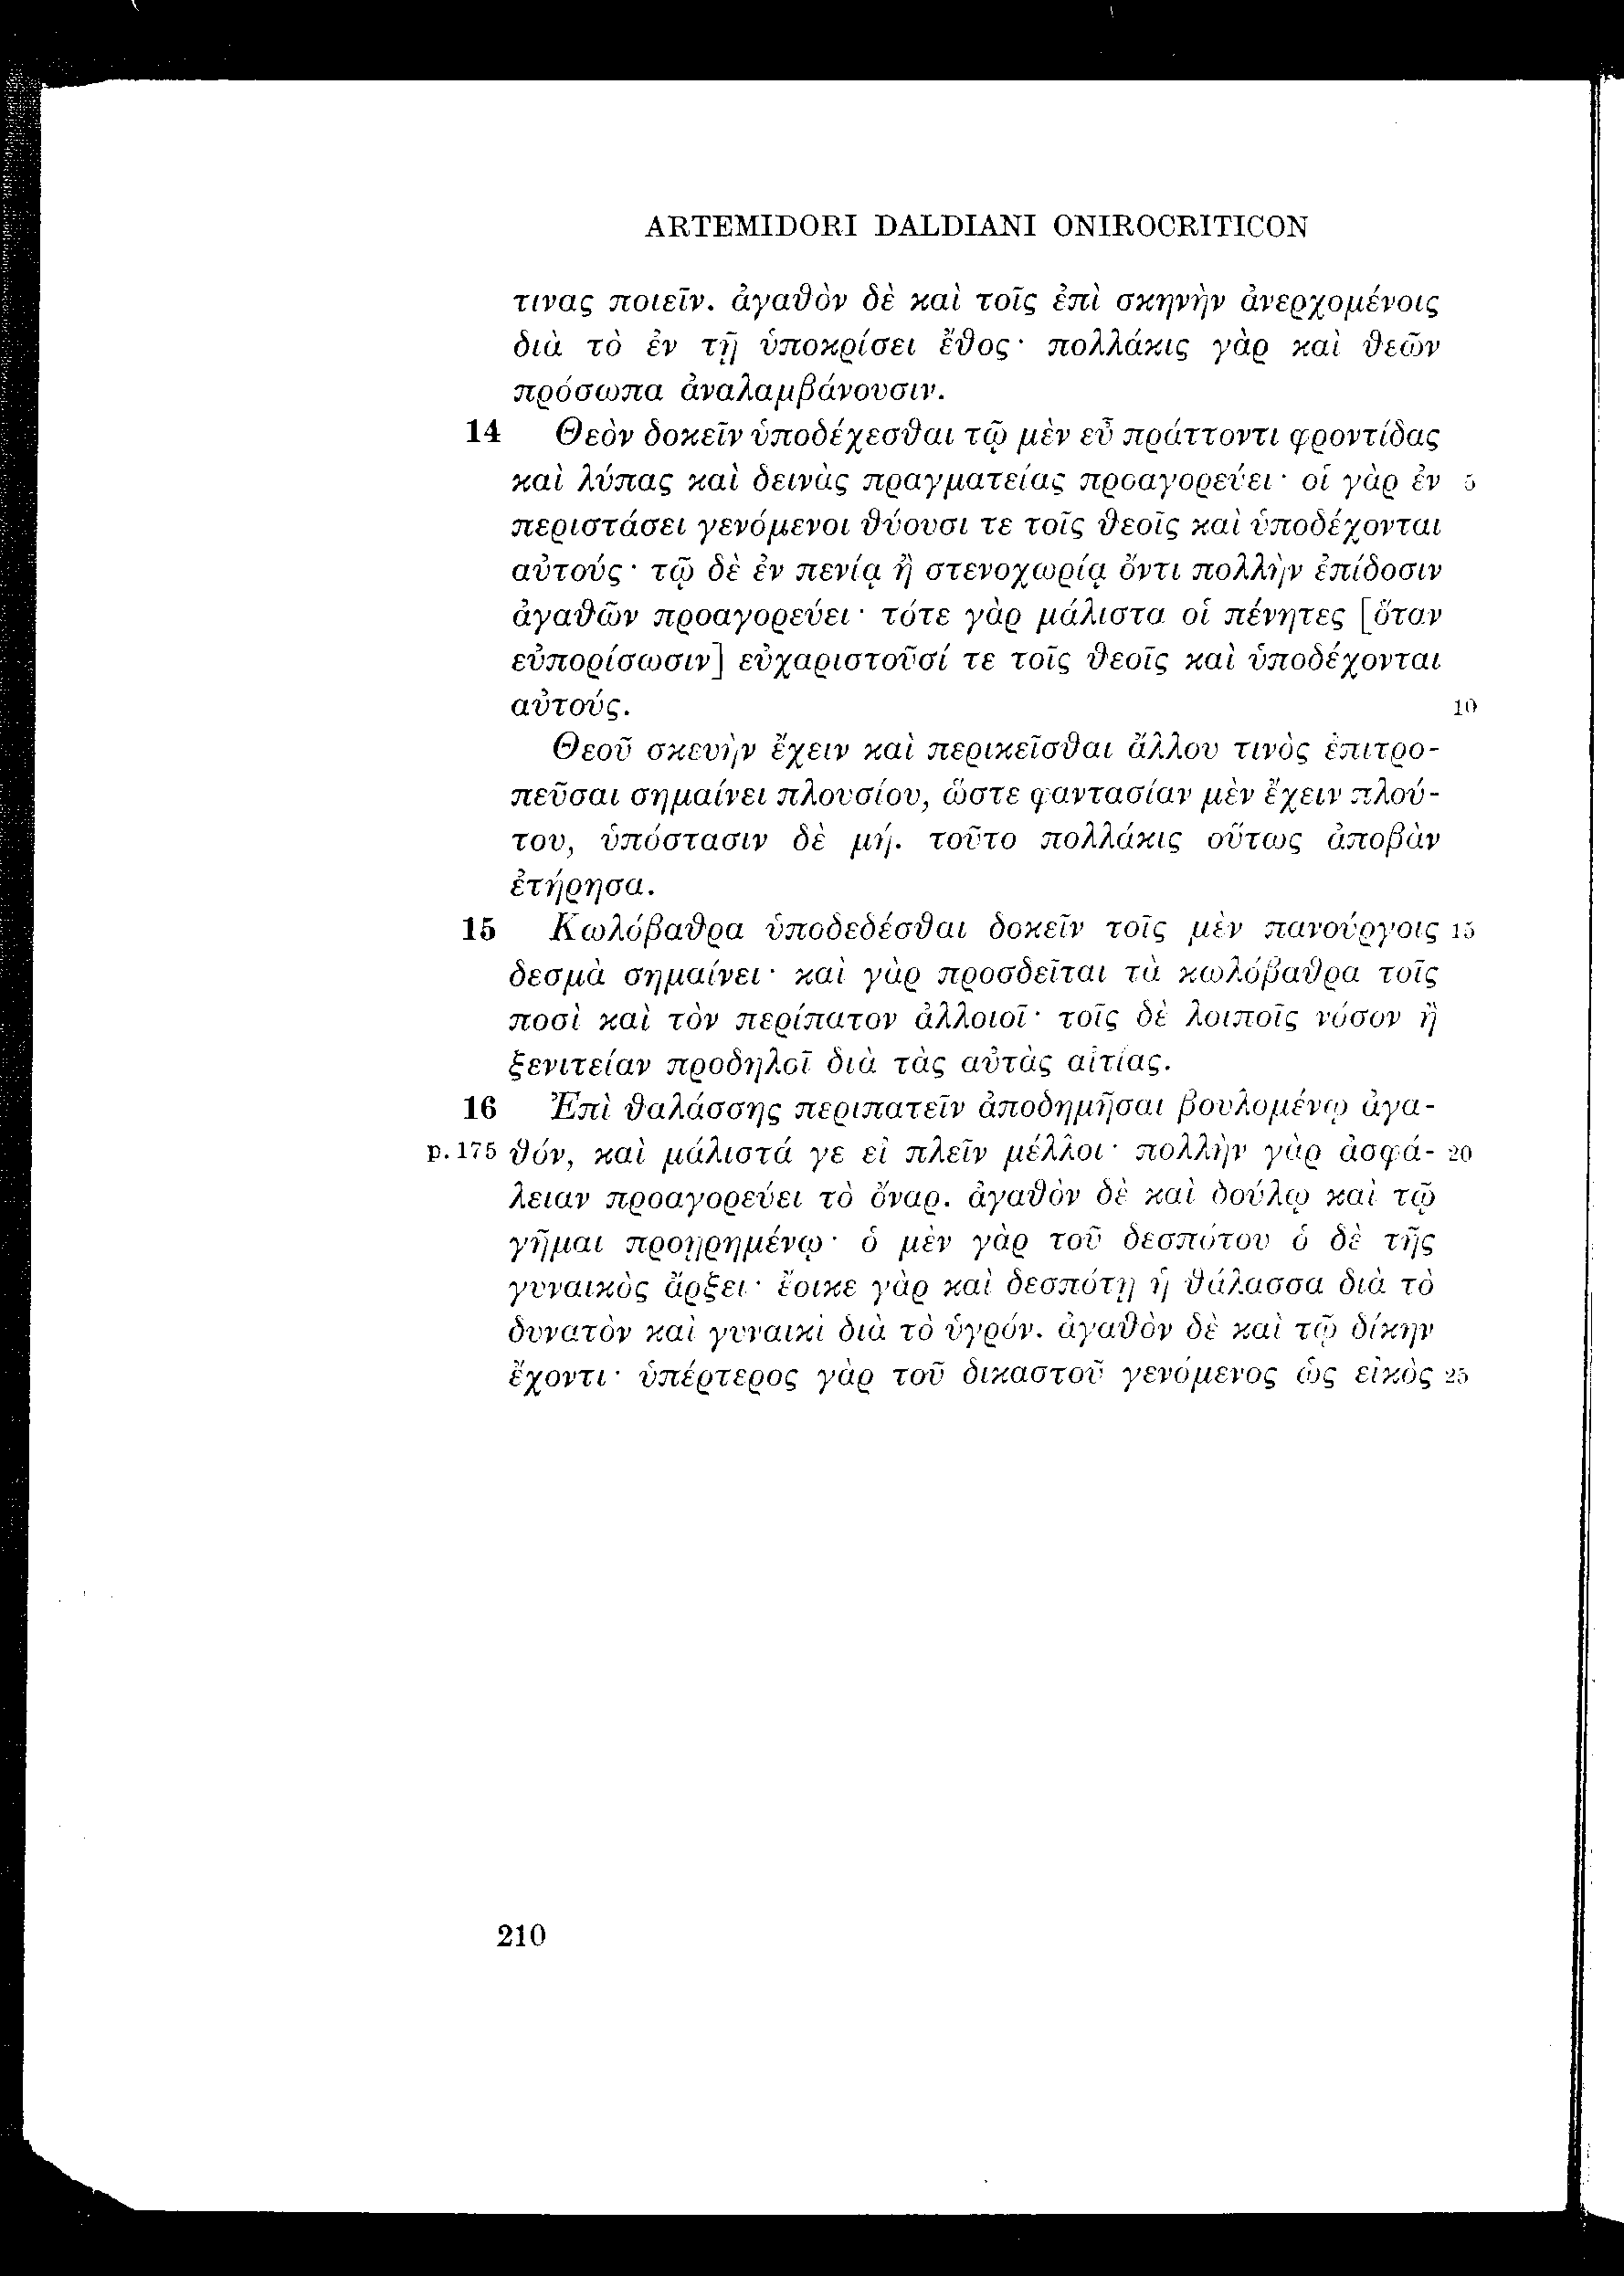 ARTEMIDORI DALDIANI ONIROCRITICON
τινας ποιεῖν. ἀγαθὸν δὲ καὶ τοῖς ἐπὶ σκηνὴν ἀνερχομένοις
διὰ τὸ ἐν τῇ ὑποκρίσει ἔθος· πολλάκις γὰρ καὶ θεῶν
πρόσωπα ἀναλαμβάνουσιν.
14 Θεὸν δοκεῖν ὑποδέχεσθαι τῷ μὲν εὖ πράττοντι φροντίδας
καὶ λύπας καὶ δεινὰς πραγματείας προαγορεύει· οἱ γὰρ ἐν 5
περιστάσει γενόμενοι θύουσι τε τοῖς θεοῖς καὶ ὑποδέχονται
αὐτούς· τῷ δὲ ἐν πενίᾳ ἢ στενοχωρίᾳ ὄντι πολλὴν ἐπίδοσιν
ἀγαθῶν προαγορεύει· τότε γὰρ μάλιστα οἱ πένητες [ὅταν
εὐπορίσωσιν] εὐχαριστοῦσί τε τοῖς θεοῖς καὶ ὑποδέχονται
αὐτούς. 10
Θεοῦ σκευὴν ἔχειν καὶ περικεῖσθαι ἄλλου τινὸς ἐπιτρο-
πεῦσαι σημαίνει πλουσίου, ὥστε φαντασίαν μὲν ἔχειν πλού-
του, ὑπόστασιν δὲ μή. τοῦτο πολλάκις οὕτως ἀποβὰν
ἐτήρησα.
15 Κωλόβαθρα ὑποδεδέσθαι δοκεῖν τοῖς μὲν πανούργοις 15
δεσμὰ σημαίνει· καὶ γὰρ προσδεῖται τὰ κωλόβαθρα τοῖς
ποσὶ καὶ τὸν περίπατον ἀλλοιοῖ· τοῖς δὲ λοιποῖς νόσον ἢ
ξενιτείαν προδηλοῖ διὰ τὰς αὐτὰς αἰτίας.
16 Ἐπὶ θαλάσσης περιπατεῖν ἀποδημῆσαι βουλομένῳ ἀγα-
p. 175 θόν, καὶ μάλιστά γε εἰ πλεῖν μέλλοι· πολλὴν γὰρ ἀσφά- 20
λειαν προαγορεύει τὸ ὄναρ. ἀγαθὸν δὲ καὶ δούλῳ καὶ τῷ
γῆμαι προῃρημένῳ· ὁ μὲν γὰρ τοῦ δεσπότου ὁ δὲ τῆς
γυναικὸς ἄρξει· ἔοικε γὰρ καὶ δεσπότῃ ἡ θάλασσα διὰ τὸ
δυνατὸν καὶ γυναικὶ διὰ τὸ ὑγρόν. ἀγαθὸν δὲ καὶ τῷ δίκην
ἔχοντι· ὑπέρτερος γὰρ τοῦ δικαστοῦ γενόμενος ὡς εἰκὸς 25
210